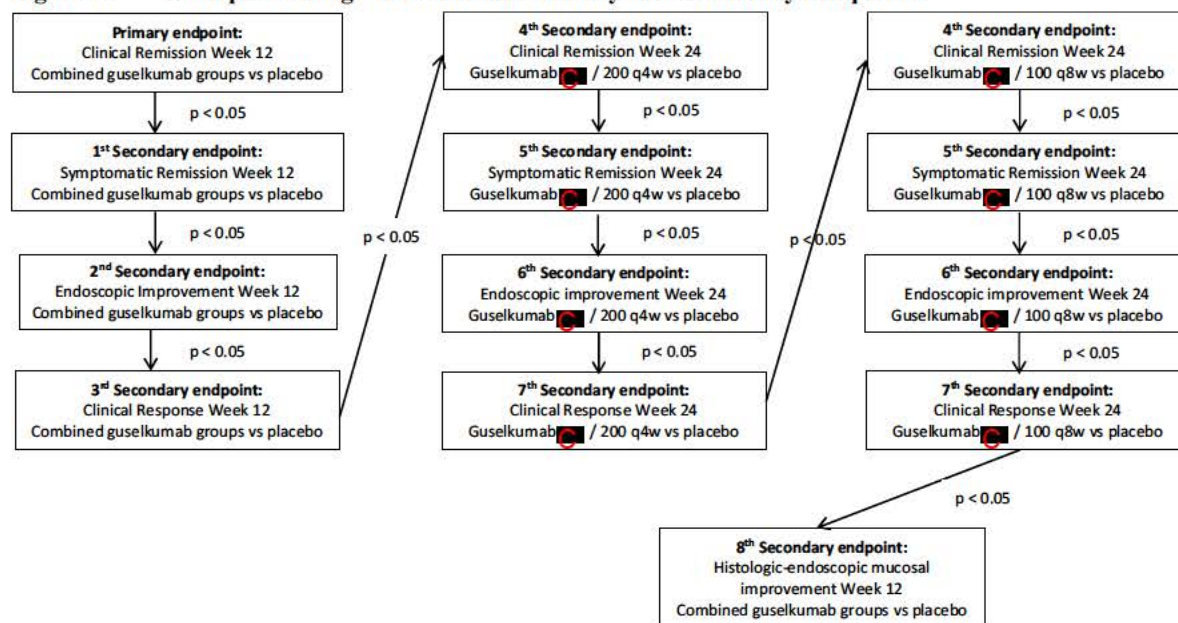 Primary endpoint:
Clinical Remission Week 12
Combined guselkumab groups vs placebo
p < 0.05
1st Secondary endpoint:
Symptomatic Remission Week 12
Combined guselkumab groups vs placebo
p < 0.05
2nd Secondary endpoint:
Endoscopic Improvement Week 12
Combined guselkumab groups vs placebo
p < 0.05
3rd Secondary endpoint:
Clinical Response Week 12
Combined guselkumab groups vs placebo
p < 0.05
4th Secondary endpoint:
Clinical Remission Week 24
Guselkumab C / 200 q4w vs placebo
p < 0.05
5th Secondary endpoint:
Symptomatic Remission Week 24
Guselkumab C / 200 q4w vs placebo
p < 0.05
6th Secondary endpoint:
Endoscopic improvement Week 24
Guselkumab C / 200 q4w vs placebo
p < 0.05
7th Secondary endpoint:
Clinical Response Week 24
Guselkumab C / 200 q4w vs placebo
p < 0.05
4th Secondary endpoint:
Clinical Remission Week 24
Guselkumab C / 100 q8w vs placebo
p < 0.05
5th Secondary endpoint:
Symptomatic Remission Week 24
Guselkumab C / 100 q8w vs placebo
p < 0.05
6th Secondary endpoint:
Endoscopic improvement Week 24
Guselkumab C / 100 q8w vs placebo
p < 0.05
7th Secondary endpoint:
Clinical Response Week 24
Guselkumab C / 100 q8w vs placebo
p < 0.05
8th Secondary endpoint:
Histologic-endoscopic mucosal
improvement Week 12
Combined guselkumab groups vs placebo